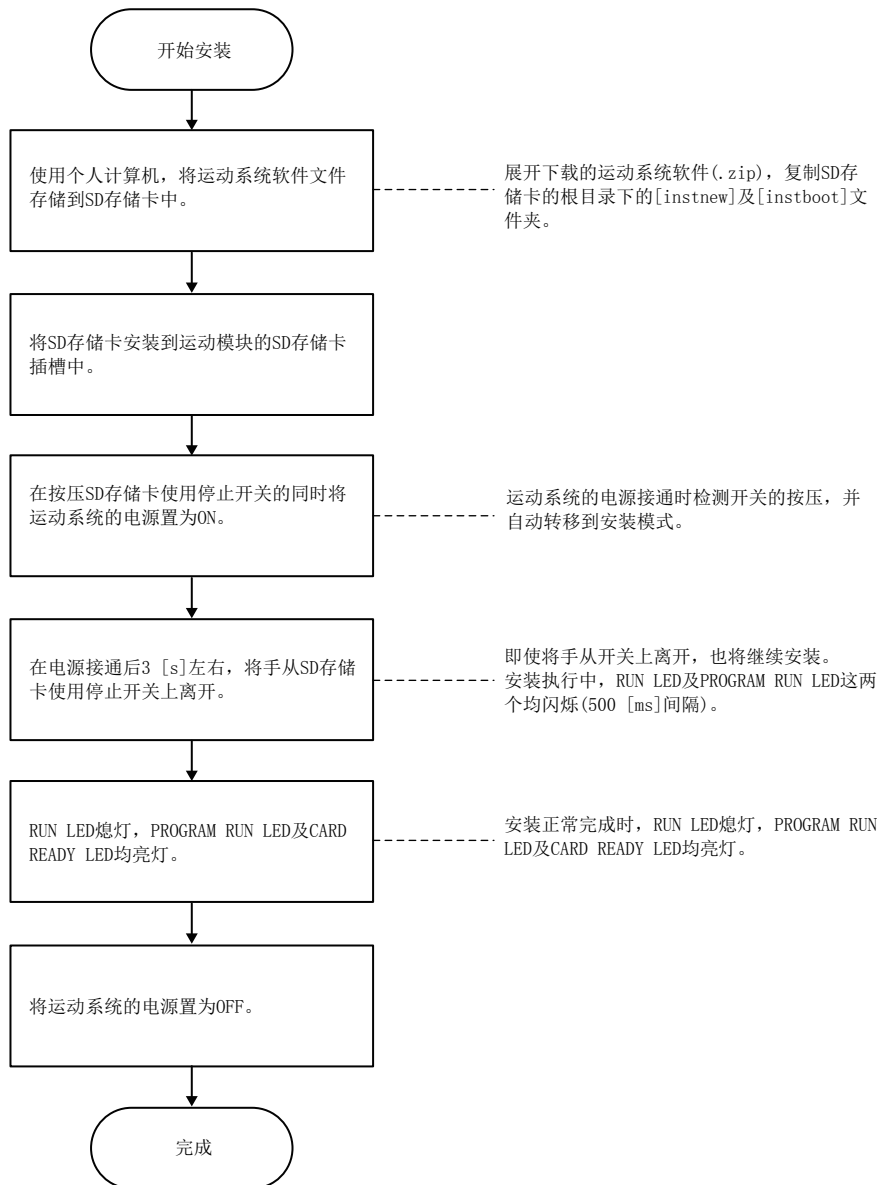 开始安装
使用个人计算机，将运动系统软件文件
存储到SD存储卡中。
展开下载的运动系统软件(.zip)，复制SD存
储卡的根目录下的[instnew]及[instboot]文
件夹。
将SD存储卡安装到运动模块的SD存储卡
插槽中。
在按压SD存储卡使用停止开关的同时将
运动系统的电源置为ON。
运动系统的电源接通时检测开关的按压，并
自动转移到安装模式。
在电源接通后3 [s]左右，将手从SD存储
卡使用停止开关上离开。
即使将手从开关上离开，也将继续安装。
安装执行中，RUN LED及PROGRAM RUN LED这两
个均闪烁(500 [ms]间隔)。
RUN LED熄灯，PROGRAM RUN LED及CARD
READY LED均亮灯。
安装正常完成时，RUN LED熄灯，PROGRAM RUN
LED及CARD READY LED均亮灯。
将运动系统的电源置为OFF。
完成